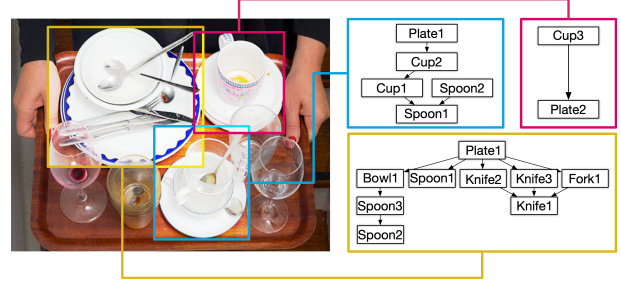 Plate1
Cup2
Cup1 Spoon2
Spoon1
Cup3
Plate2
Plate1
Bowl1 Spoon1 Knife2 Knife3 Fork1
Spoon3 Knife1
Spoon2